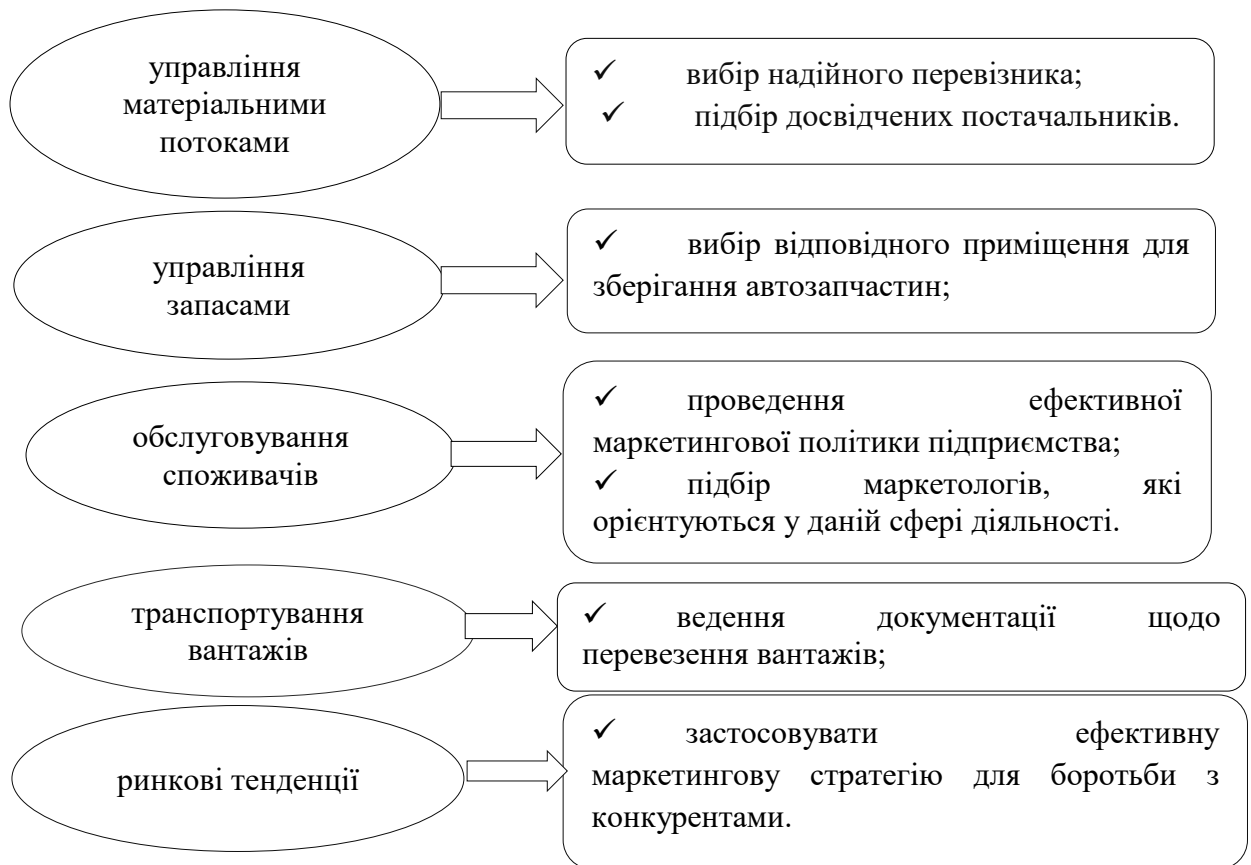 управління
матеріальними
потоками
✓ вибір надійного перевізника;
✓ підбір досвідчених постачальників.
управління
запасами
✓ вибір відповідного приміщення для
зберігання автозапчастин;
обслуговування
споживачів
✓ проведення ефективної
маркетингової політики підприємства;
✓ підбір маркетологів, які
орієнтуються у даній сфері діяльності.
транспортування
вантажів
✓ ведення документації щодо
перевезення вантажів;
ринкові тенденції
✓ застосовувати ефективну
маркетингову стратегію для боротьби з
конкурентами.